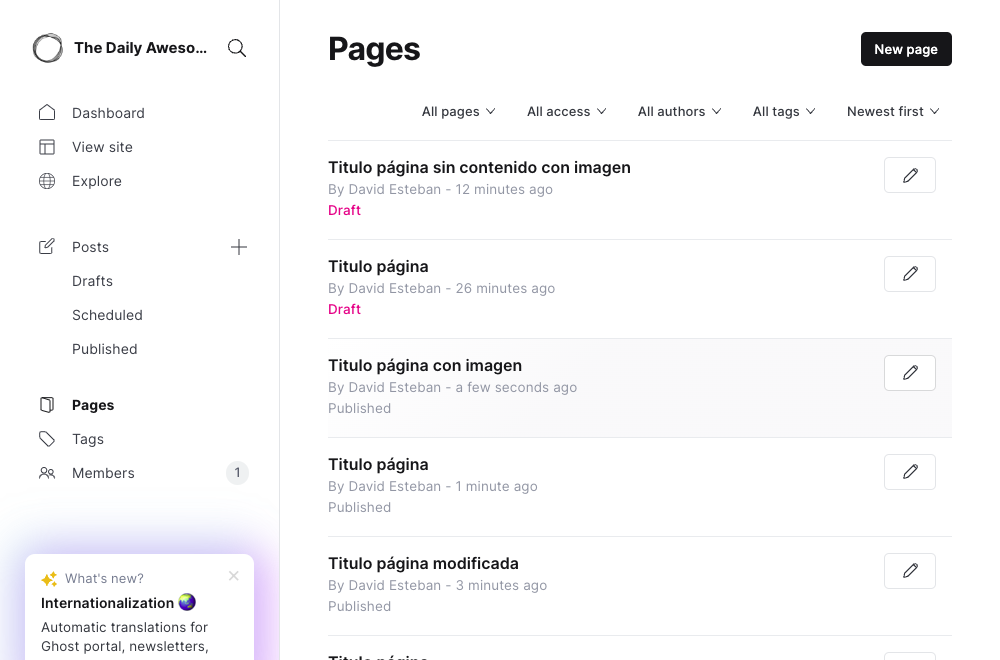 The Daily Aweso...
Dashboard
View site
Explore
Posts
Drafts
Scheduled
Published
Pages
Tags
Members 1
What's new?
Internationalization
Automatic translations for
Ghost portal, newsletters,
Pages
New page
All pages All access All authors All tags Newest first
Titulo página sin contenido con imagen
By David Esteban - 12 minutes ago
Draft
Titulo página
By David Esteban - 26 minutes ago
Draft
Titulo página con imagen
By David Esteban - a few seconds ago
Published
Titulo página
By David Esteban - 1 minute ago
Published
Titulo página modificada
By David Esteban - 3 minutes ago
Published
Titulo página